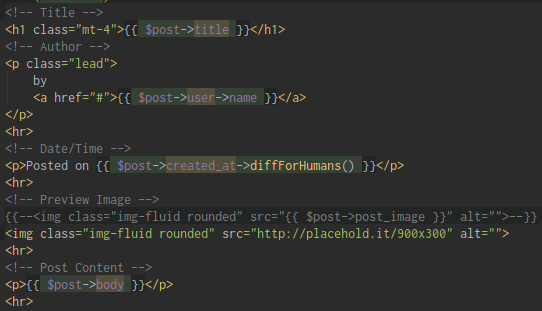 <!-- Title -->
<h1 class="mt-4">{{ $post->title }}</h1>
<!-- Author -->
<p class="lead">
    by
    <a href="#">{{ $post->user->name }}</a>
</p>
<hr>
<!-- Date/Time -->
<p>Posted on {{ $post->created_at->diffForHumans() }}</p>
<hr>
<!-- Preview Image -->
{{--<img class="img-fluid rounded" src="{{ $post->post_image }}" alt="">--}}
<img class="img-fluid rounded" src="http://placehold.it/900x300" alt="">
<hr>
<!-- Post Content -->
<p>{{ $post->body }}</p>
<hr>